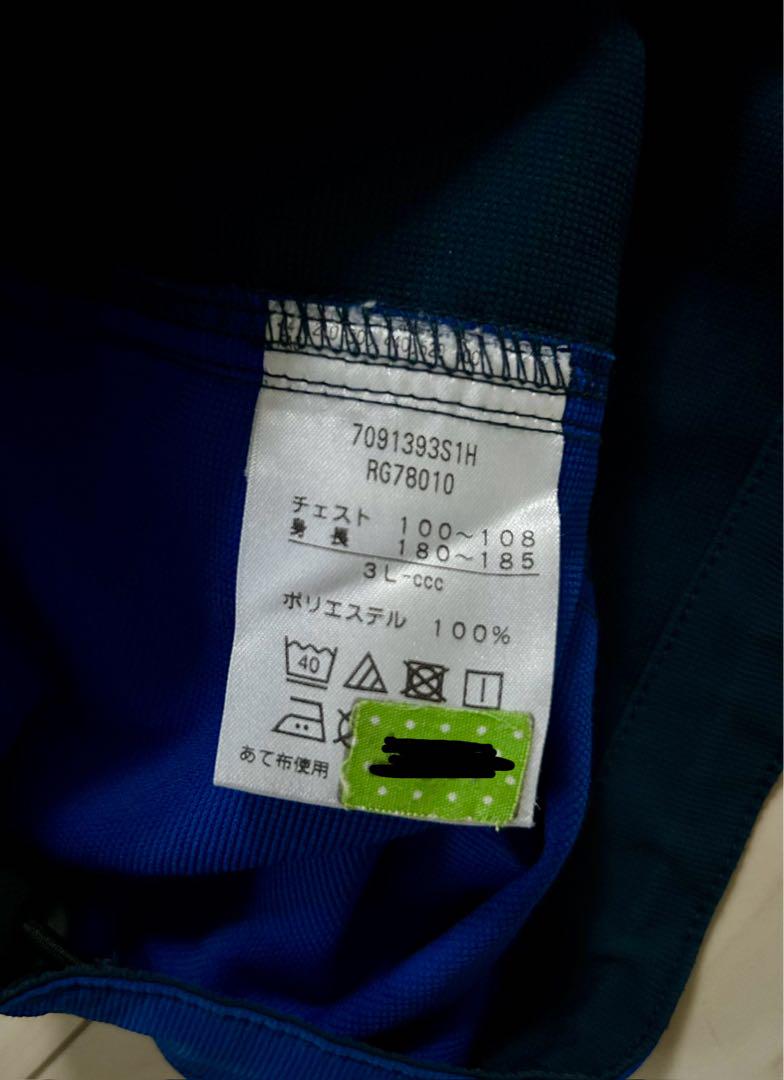 7091393S1H
RG78010
チェスト 100～108
身長 180～185
3L-ccc
ポリエステル 100%
40
あて布使用